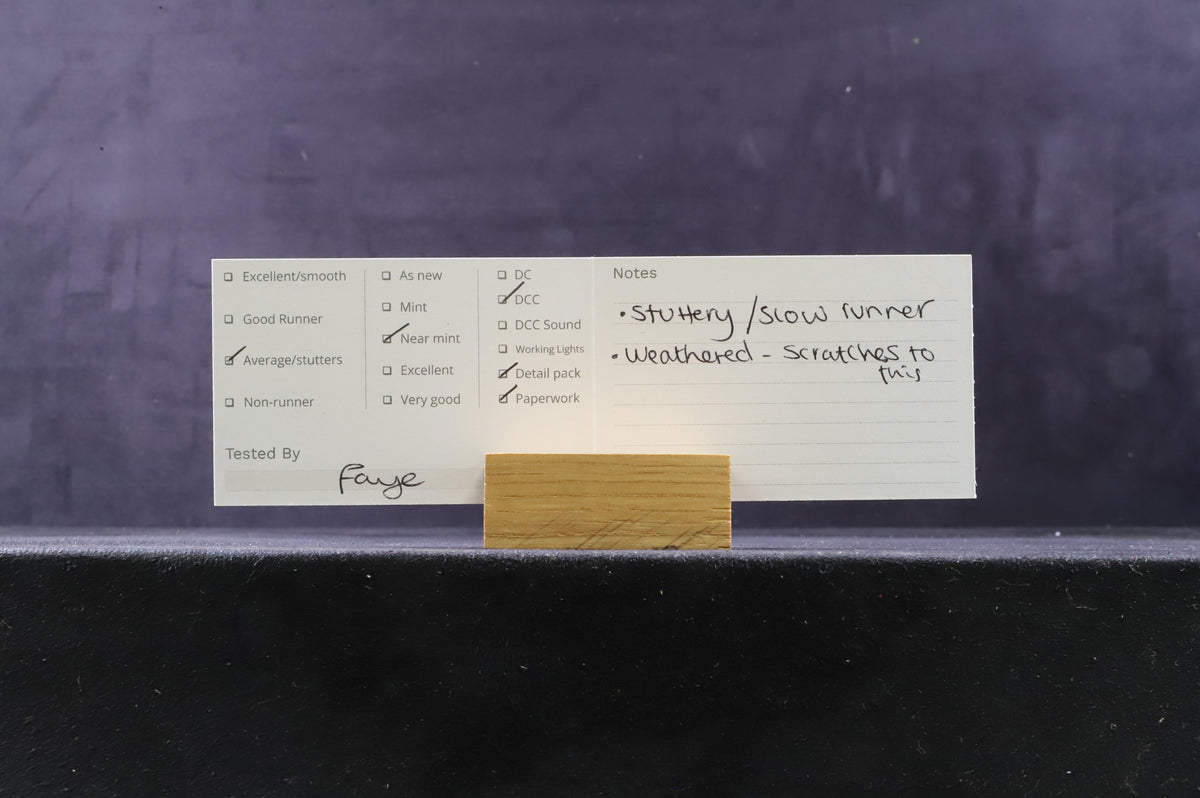 Excellent/smooth
Good Runner
Average/stutters
Non-runner
As new
Mint
Near mint
Excellent
Very good
DC
DCC
DCC Sound
Working Lights
Detail pack
Paperwork
Tested By
Faye
Notes
• Stuttery / slow runner
• Weathered - scratches to
this